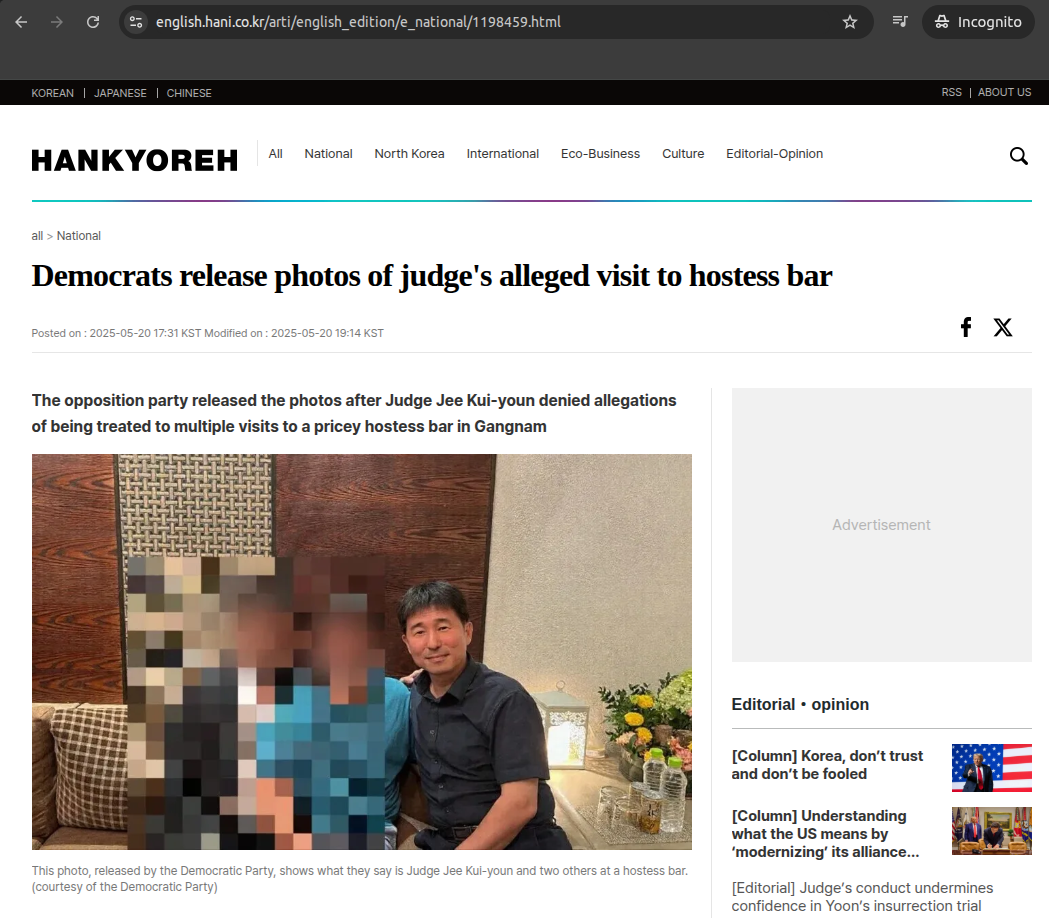 english.hani.co.kr/arti/english_edition/e_national/1198459.html
Incognito
KOREAN | JAPANESE | CHINESE
RSS | ABOUT US
HANKYOREH
All National North Korea International Eco-Business Culture Editorial-Opinion
all > National
Democrats release photos of judge's alleged visit to hostess bar
Posted on : 2025-05-20 17:31 KST Modified on : 2025-05-20 19:14 KST
The opposition party released the photos after Judge Jee Kui-youn denied allegations
of being treated to multiple visits to a pricey hostess bar in Gangnam
This photo, released by the Democratic Party, shows what they say is Judge Jee Kui-youn and two others at a hostess bar.
(courtesy of the Democratic Party)
Advertisement
Editorial • opinion
[Column] Korea, don’t trust
and don’t be fooled
[Column] Understanding
what the US means by
‘modernizing’ its alliance...
[Editorial] Judge’s conduct undermines
confidence in Yoon’s insurrection trial